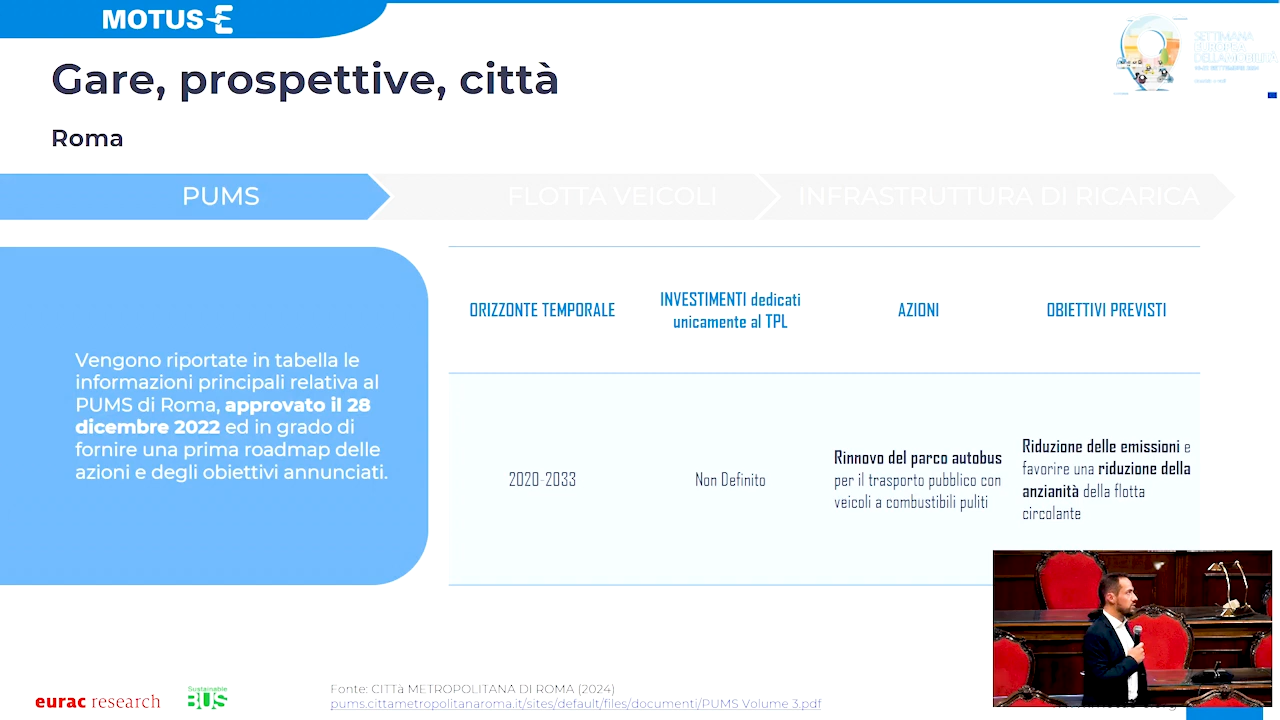 MOTUS-E
SETTIMANA
EUROPEA
DELLA MOBILITÀ
Gare, prospettive, città
Roma
PUMS
FLOTTA VEICOLI
INFRASTRUTTURA DI RICARICA
Vengono riportate in tabella le
informazioni principali relativa al
PUMS di Roma, approvato il 28
dicembre 2022 ed in grado di
fornire una prima roadmap delle
azioni e degli obiettivi annunciati.
ORIZZONTE TEMPORALE
INVESTIMENTI dedicati
unicamente al TPL
AZIONI
OBIETTIVI PREVISTI
2020-2033
Non Definito
Rinnovo del parco autobus
per il trasporto pubblico con
veicoli a combustibili puliti
Riduzione delle emissioni e
favorire una riduzione della
anzianità della flotta
circolante
eurac research
Sustainable
BUS
Fonte: CITTà METROPOLITANA DI ROMA (2024)
pums.cittametropolitanaroma.it/sites/default/files/documenti/PUMS Volume 3.pdf